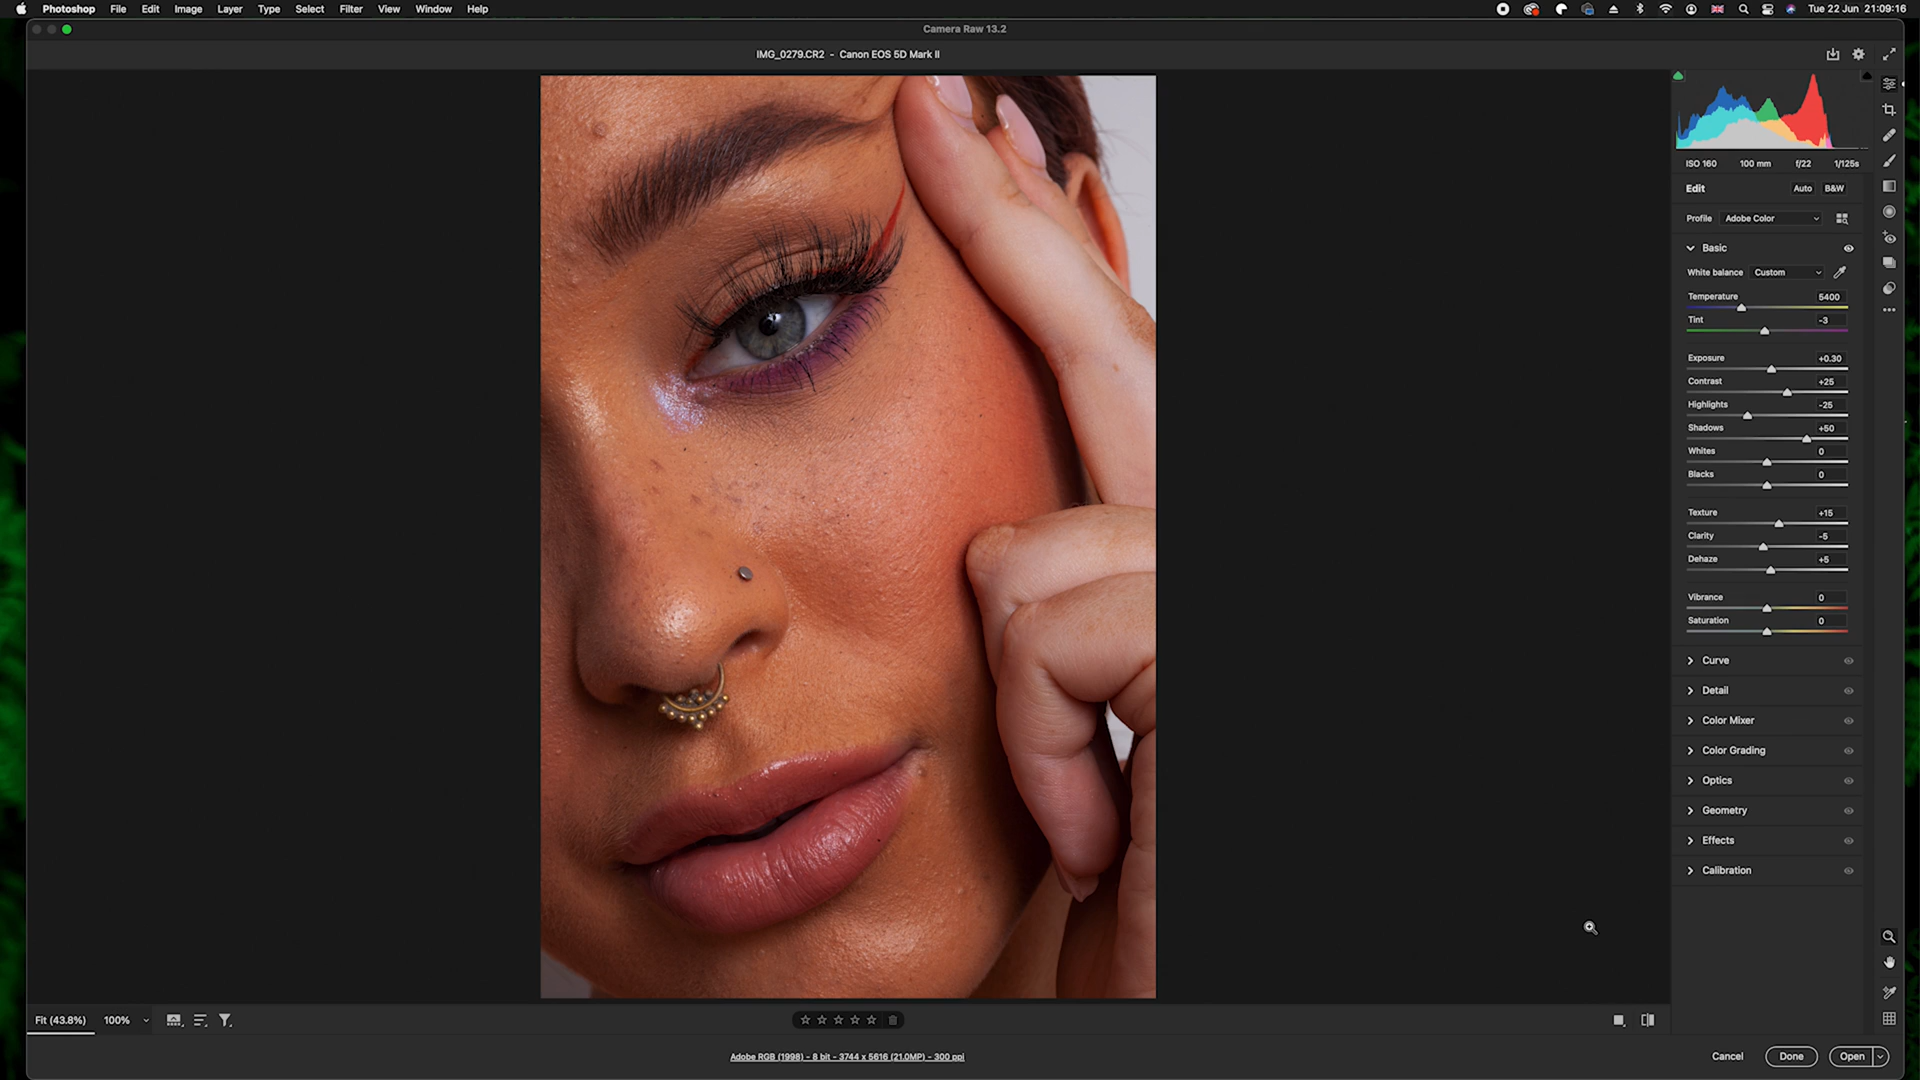 Photoshop File Edit Image Layer Type Select Filter View Window Help Tue 22 Jun 21:09:16
Camera Raw 13.2
IMG_0279.CR2 - Canon EOS 5D Mark II
ISO 160 100 mm f/22 1/125s
Edit Auto B&W
Profile Adobe Color
Basic
White balance Custom
Temperature 5400
Tint -3
Exposure +0.30
Contrast +25
Highlights -25
Shadows +50
Whites 0
Blacks 0
Texture +15
Clarity -5
Dehaze +5
Vibrance 0
Saturation 0
Curve
Detail
Color Mixer
Color Grading
Optics
Geometry
Effects
Calibration
Fit (43.8%) 100%
Adobe RGB (1998) - 8 bit - 3744 x 5616 (21.0MP) - 300 ppi
Cancel Done Open